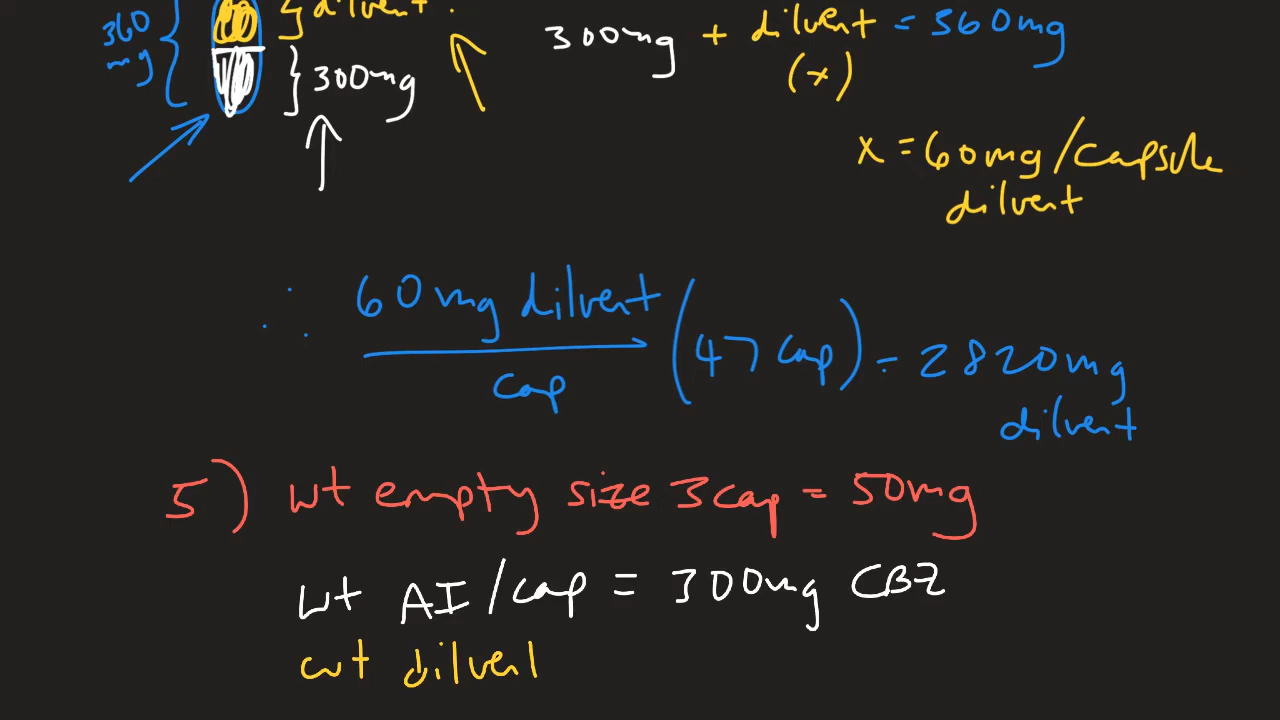 360 mg
} diluent.
300mg + diluent = 360mg
(x)
} 300mg
x = 60mg/capsule
diluent
∴ 60mg diluent (47 cap) = 2820mg
cap
diluent
5) wt empty size 3 cap = 50mg
wt AI/cap = 300mg CBZ
wt diluen